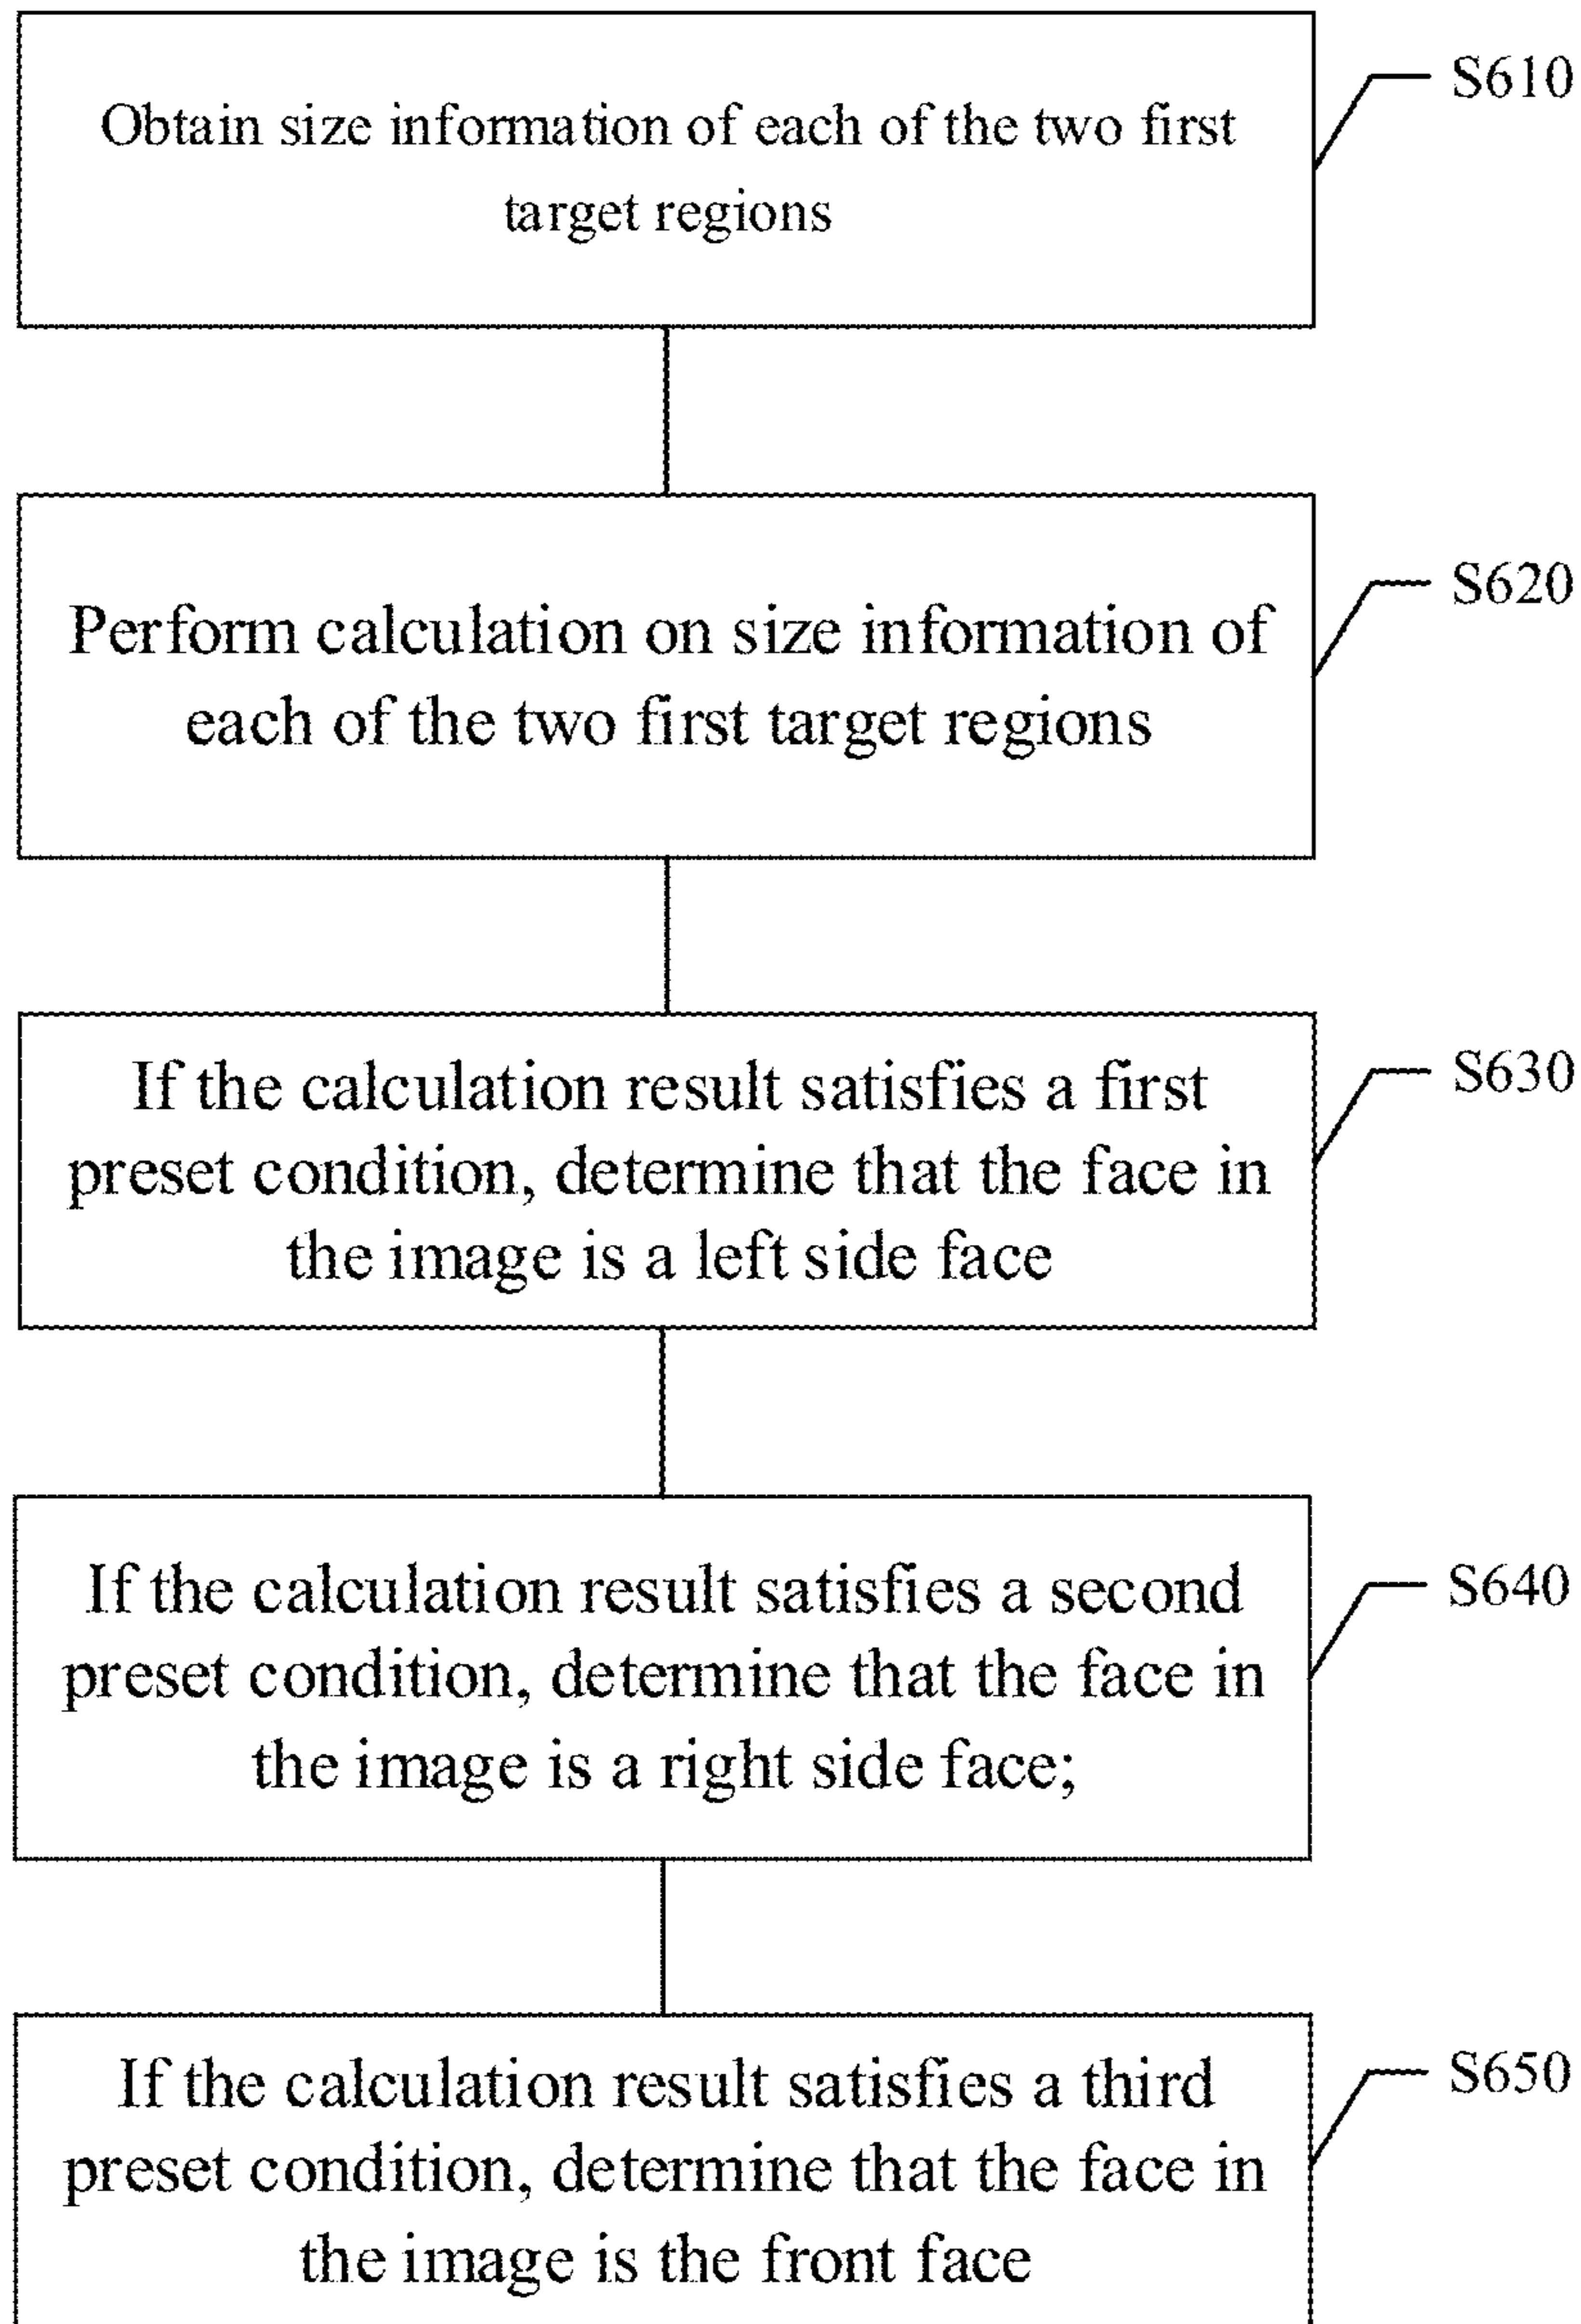 Obtain size information of each of the two first
target regions
S610
Perform calculation on size information of
each of the two first target regions
S620
If the calculation result satisfies a first
preset condition, determine that the face in
the image is a left side face
S630
If the calculation result satisfies a second
preset condition, determine that the face in
the image is a right side face;
S640
If the calculation result satisfies a third
preset condition, determine that the face in
the image is the front face
S650